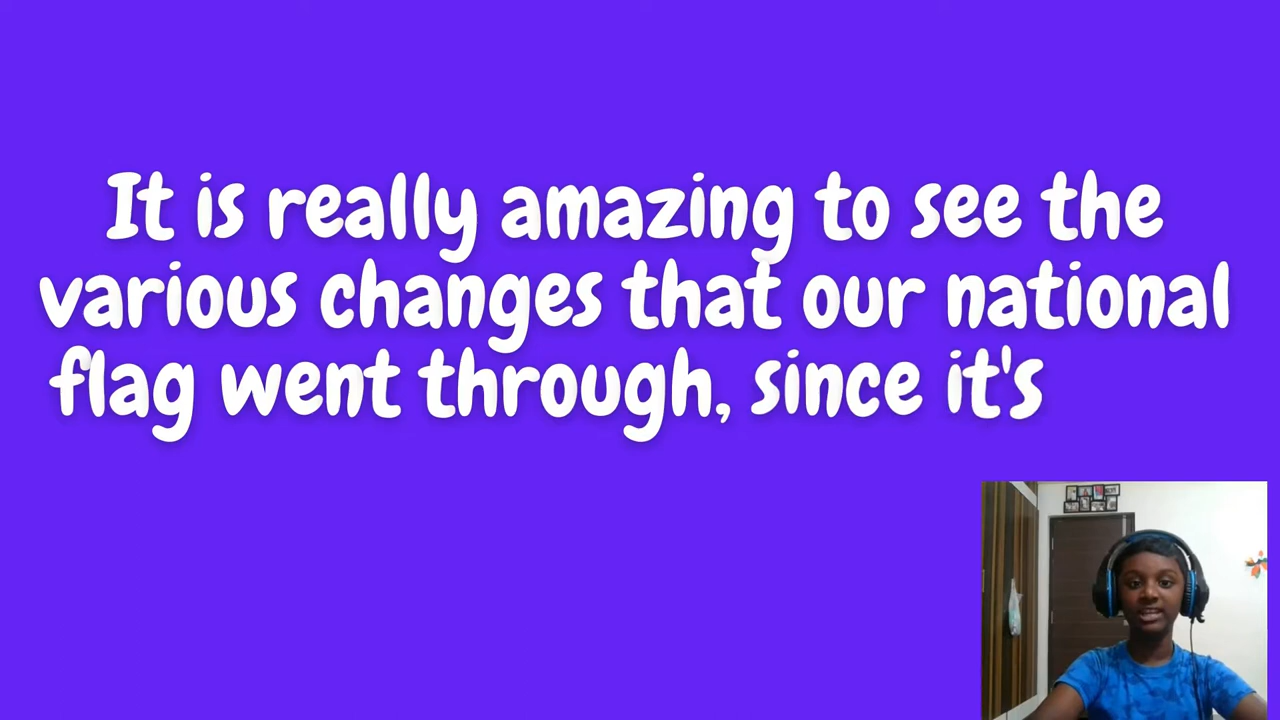 It is really amazing to see the
various changes that our national
flag went through, since it's